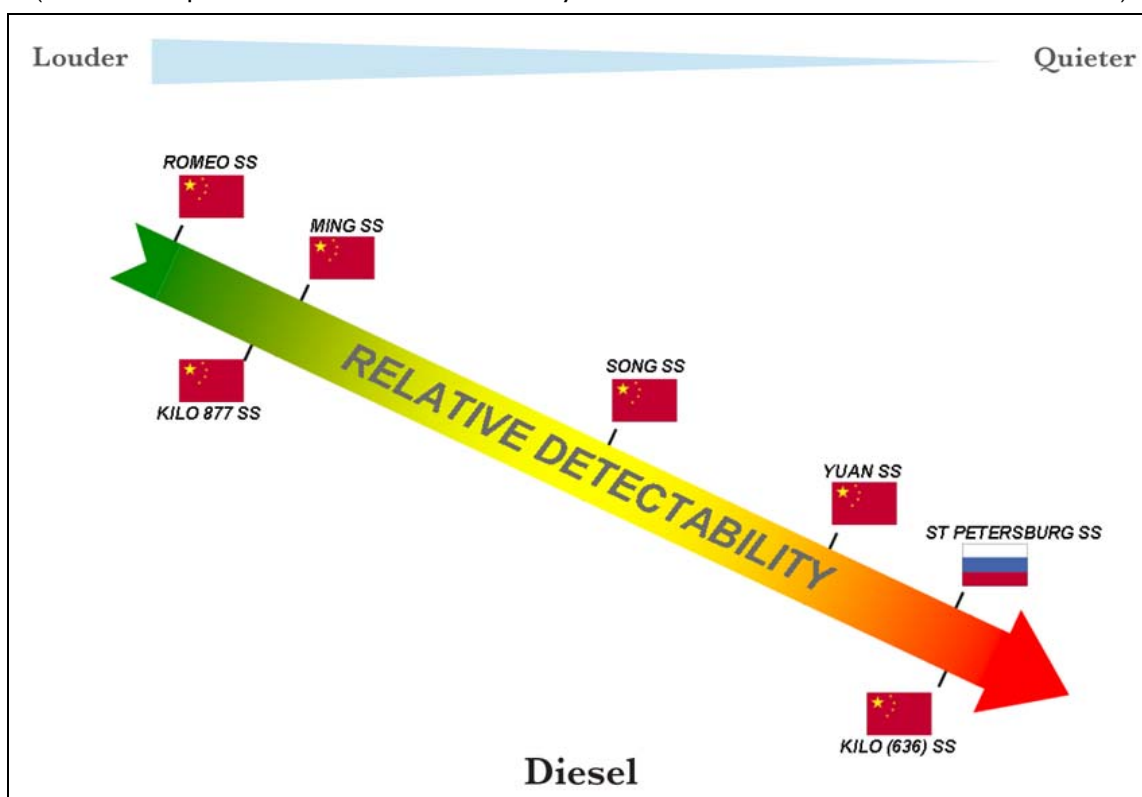 Louder
Quieter
ROMEO SS
MING SS
KILO 877 SS
SONG SS
RELATIVE DETECTABILITY
YUAN SS
ST PETERSBURG SS
KILO (636) SS
Diesel